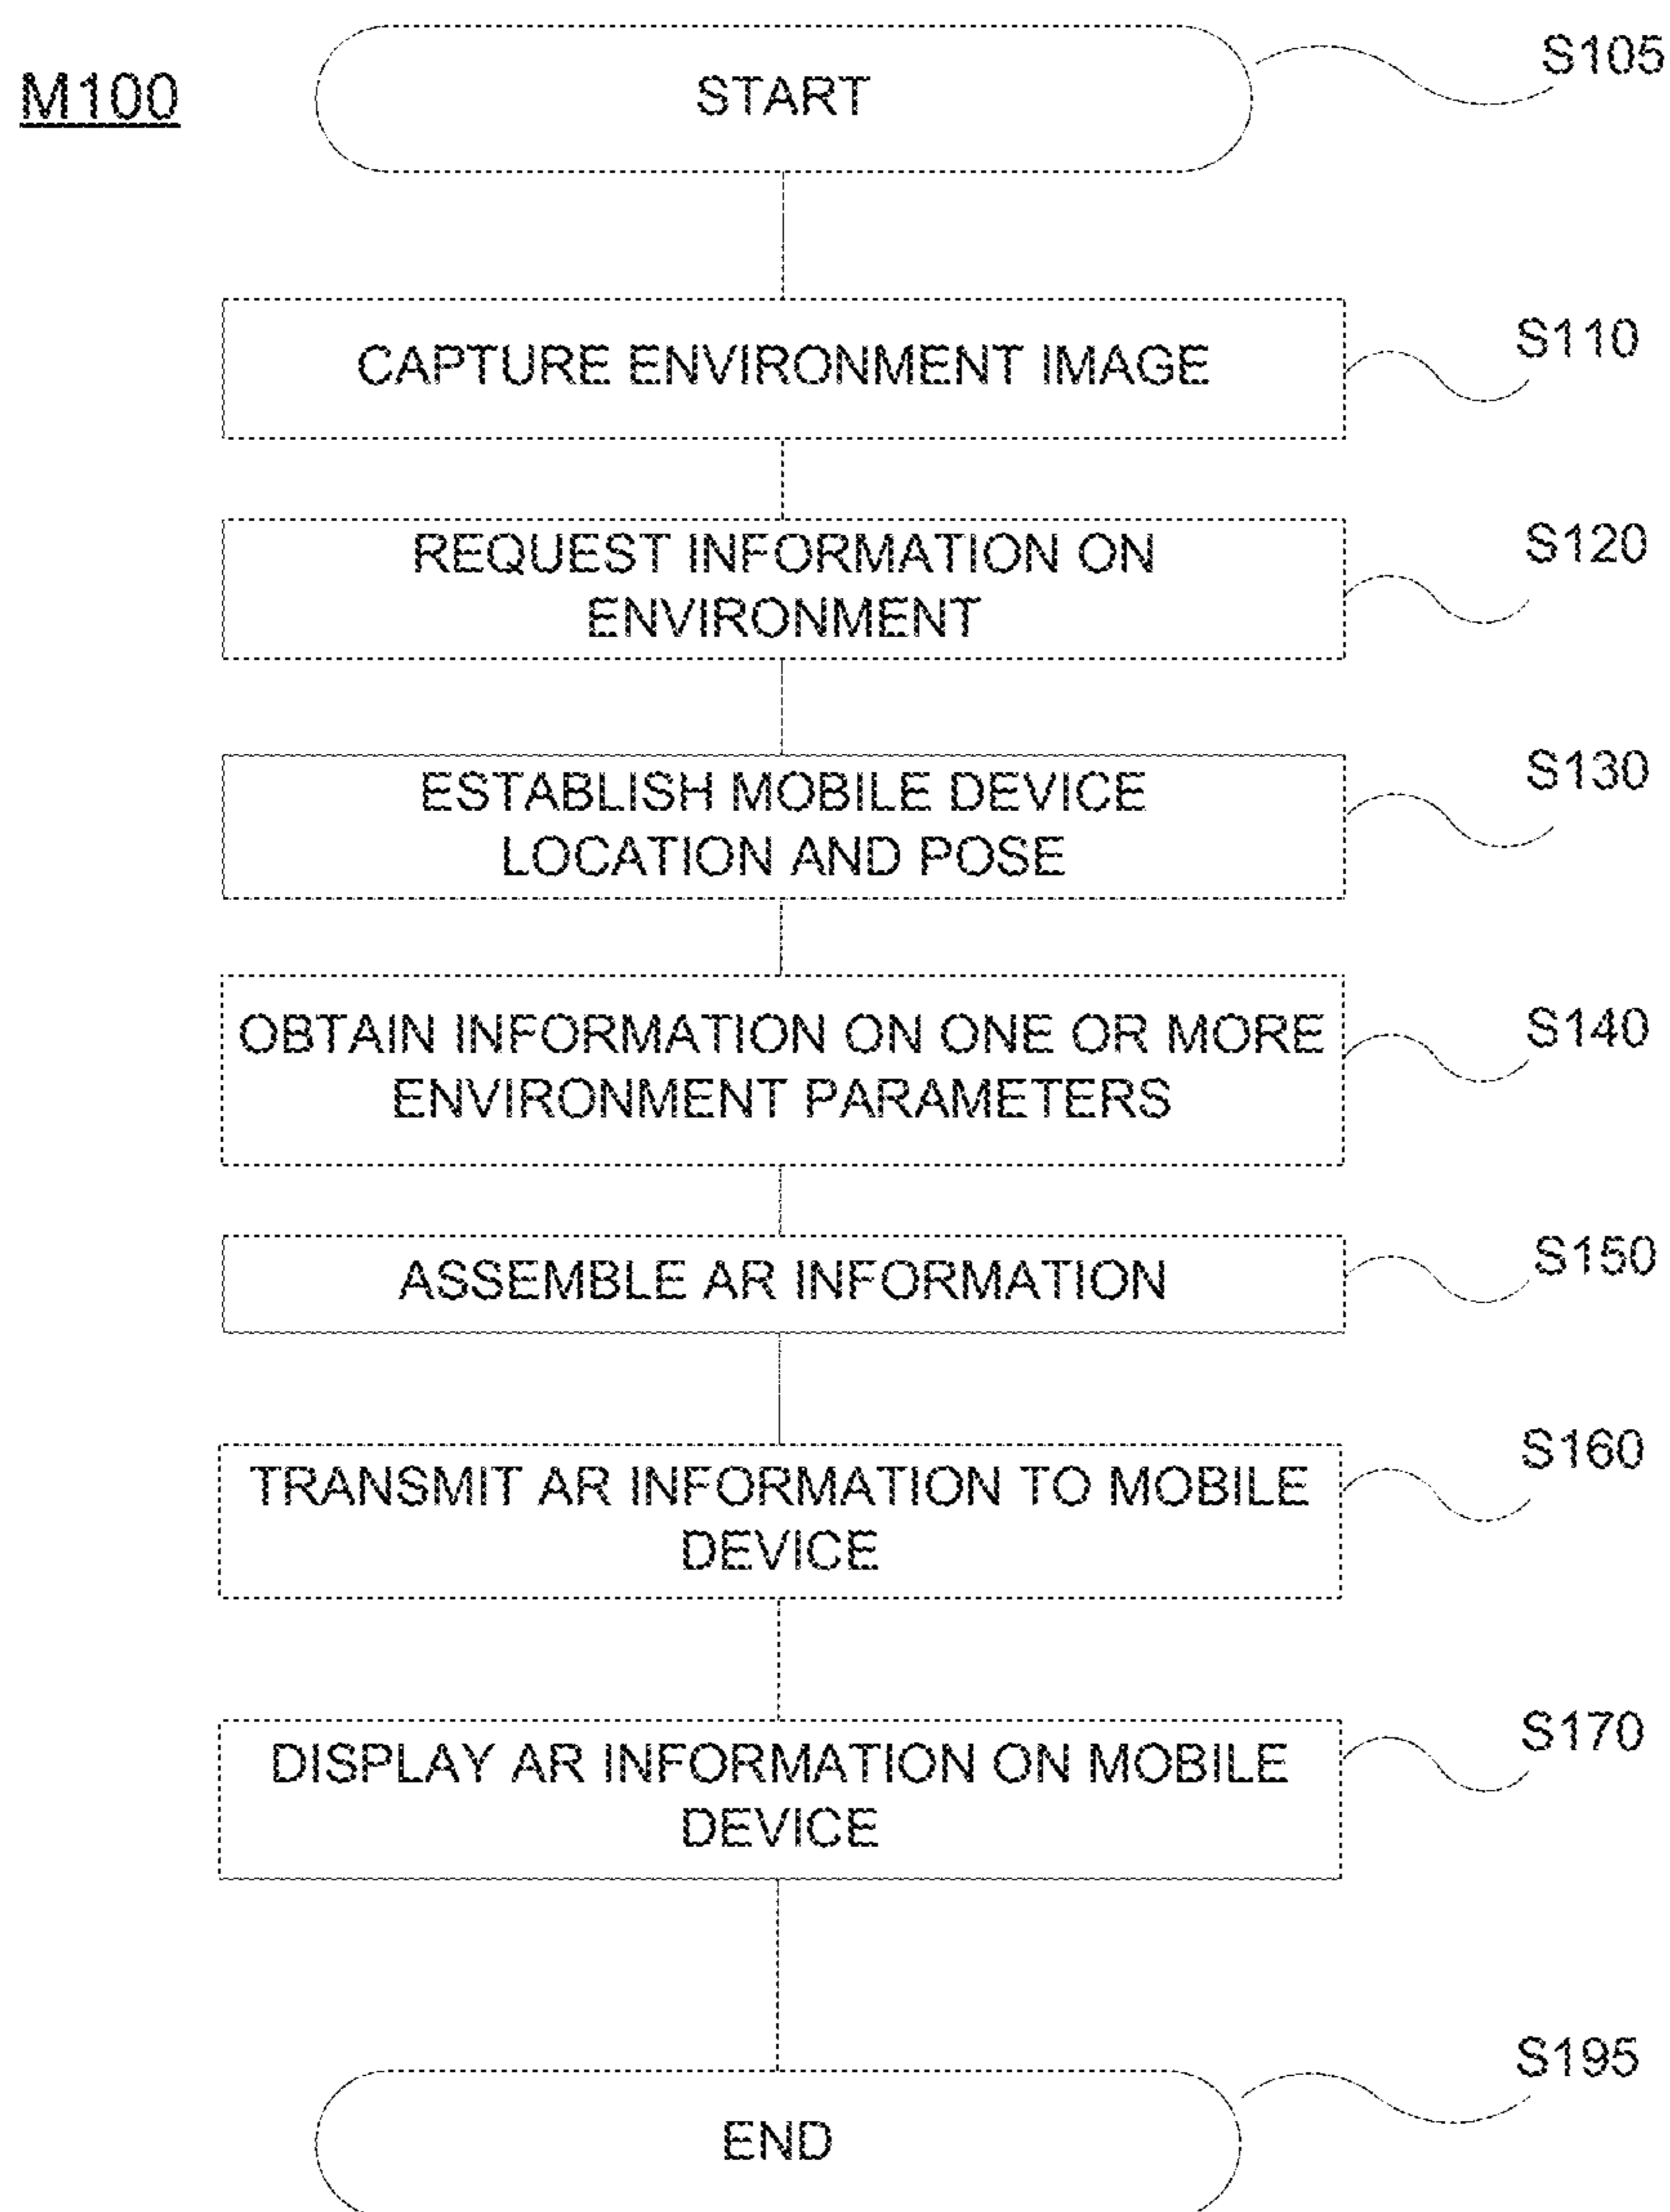 M100
START
S105
CAPTURE ENVIRONMENT IMAGE
S110
REQUEST INFORMATION ON
ENVIRONMENT
S120
ESTABLISH MOBILE DEVICE
LOCATION AND POSE
S130
OBTAIN INFORMATION ON ONE OR MORE
ENVIRONMENT PARAMETERS
S140
ASSEMBLE AR INFORMATION
S150
TRANSMIT AR INFORMATION TO MOBILE
DEVICE
S160
DISPLAY AR INFORMATION ON MOBILE
DEVICE
S170
END
S195